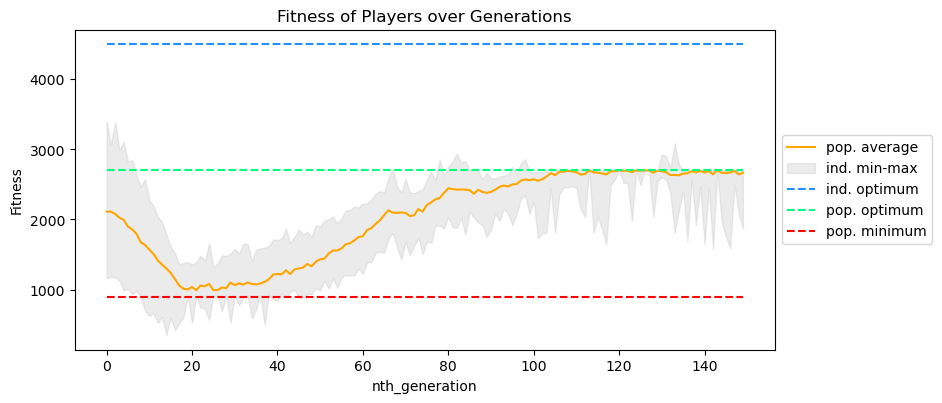 Fitness of Players over Generations
Fitness
4000
3000
2000
1000
0 20 40 60 80 100 120 140
nth_generation
pop. average
ind. min-max
ind. optimum
pop. optimum
pop. minimum